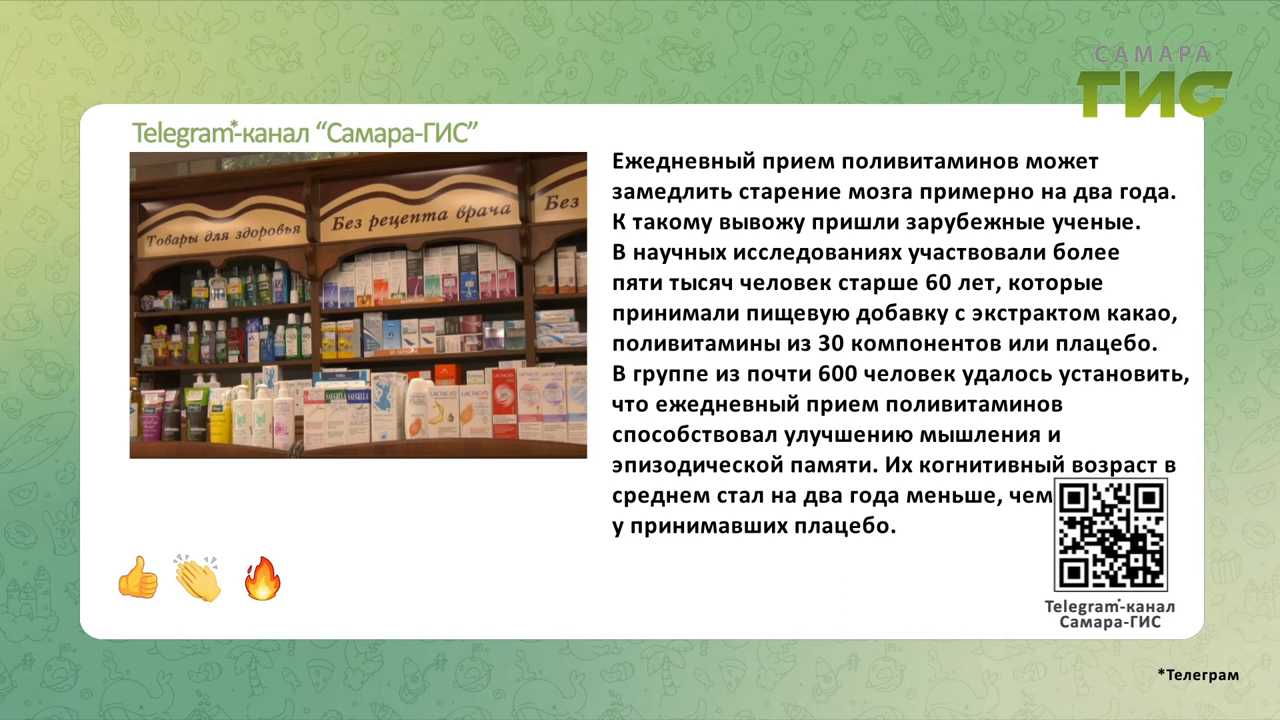 САМАРА
ГИС
Telegram*-канал “Самара-ГИС”
Товары для здоровья
Без рецепта врача
Без
Ежедневный прием поливитаминов может
замедлить старение мозга примерно на два года.
К такому вывожу пришли зарубежные ученые.
В научных исследованиях участвовали более
пяти тысяч человек старше 60 лет, которые
принимали пищевую добавку с экстрактом какао,
поливитамины из 30 компонентов или плацебо.
В группе из почти 600 человек удалось установить,
что ежедневный прием поливитаминов
способствовал улучшению мышления и
эпизодической памяти. Их когнитивный возраст в
среднем стал на два года меньше, чем
у принимавших плацебо.
Telegram*-канал
Самара-ГИС
*Телеграм